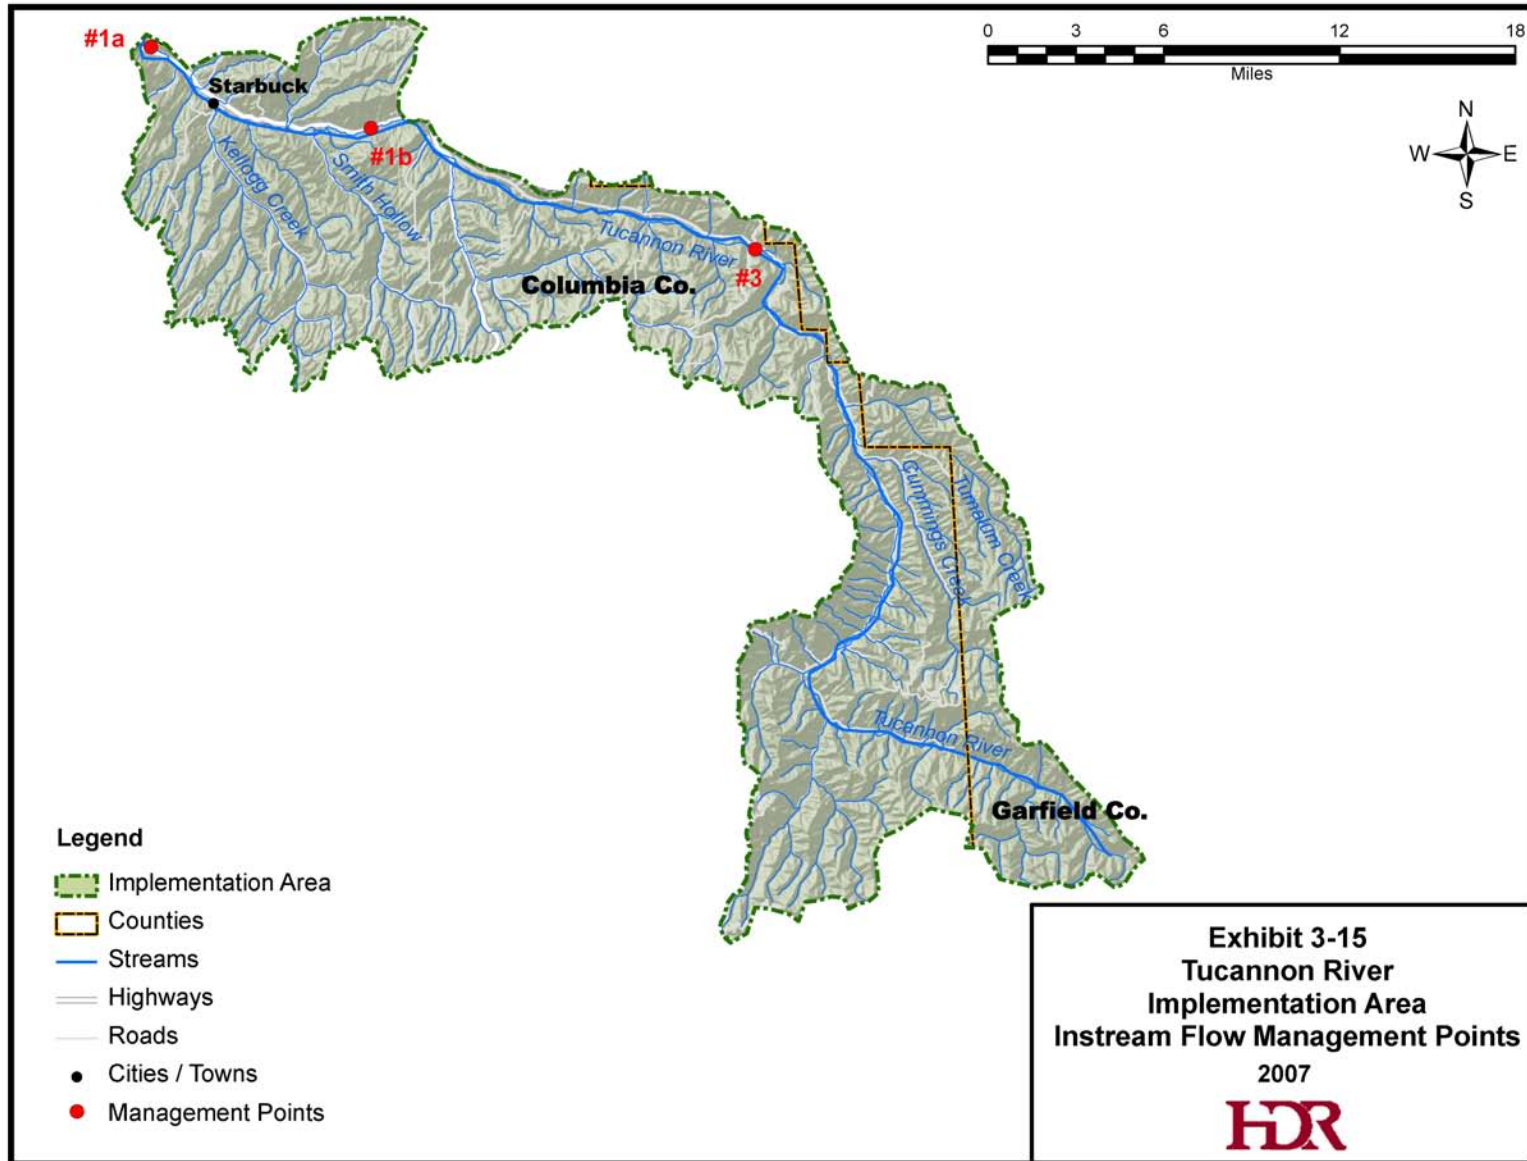 #1a
Starbuck
#1b
Kellogg Creek
Smith Hollow
Tucannon River
#3
Columbia Co.
Cummings Creek
Tumalum Creek
Tucannon River
Garfield Co.
0 3 6 12 18
Miles
N
W E
S
Legend
Implementation Area
Counties
Streams
Highways
Roads
Cities / Towns
Management Points
Exhibit 3-15
Tucannon River
Implementation Area
Instream Flow Management Points
2007
HDR